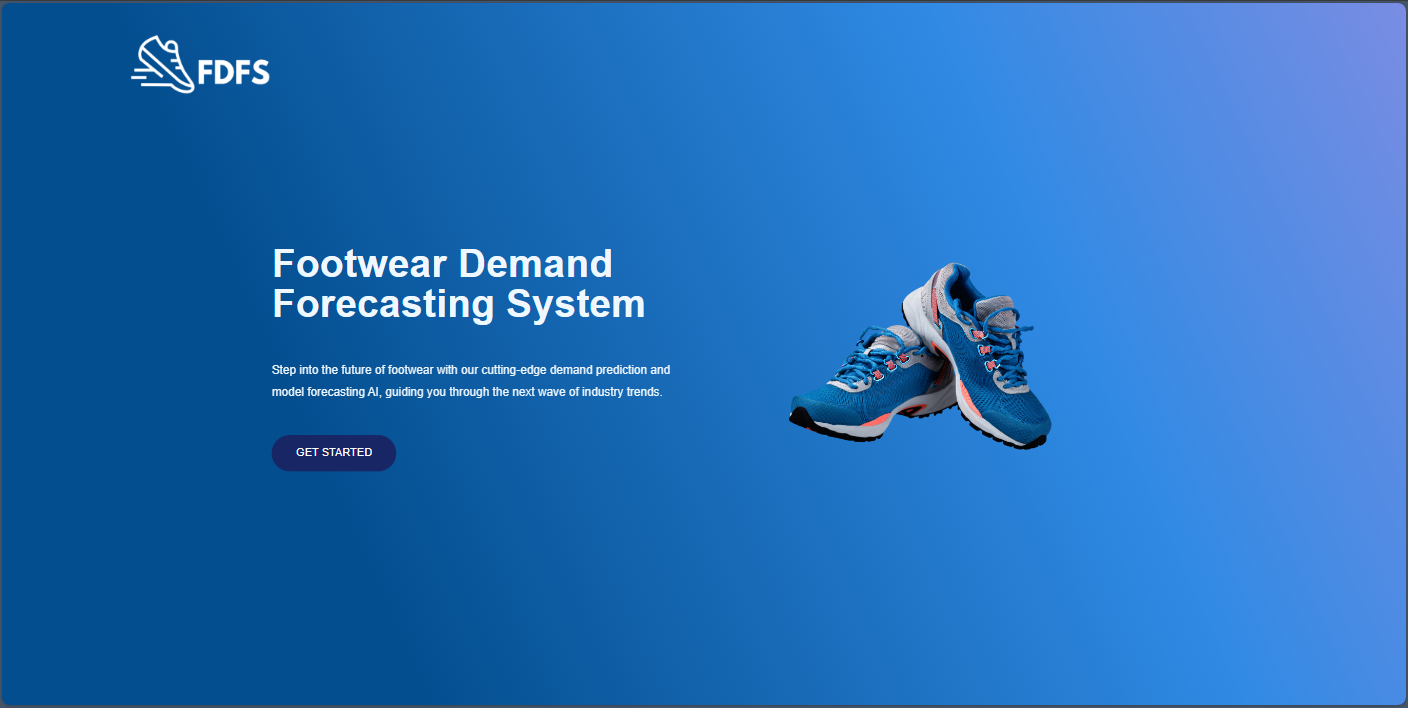 FDFS
Footwear Demand
Forecasting System
Step into the future of footwear with our cutting-edge demand prediction and
model forecasting AI, guiding you through the next wave of industry trends.
GET STARTED